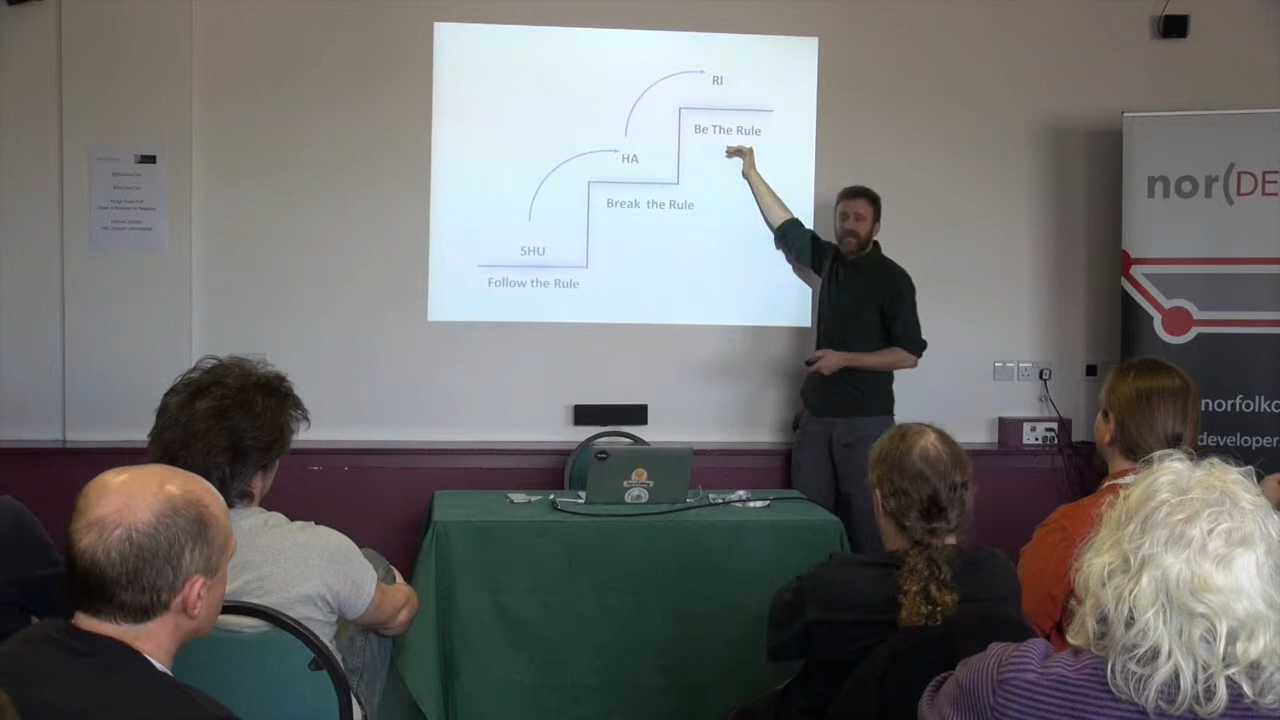 RI
Be The Rule
HA
Break the Rule
SHU
Follow the Rule
nor(DE
norfolk
developer